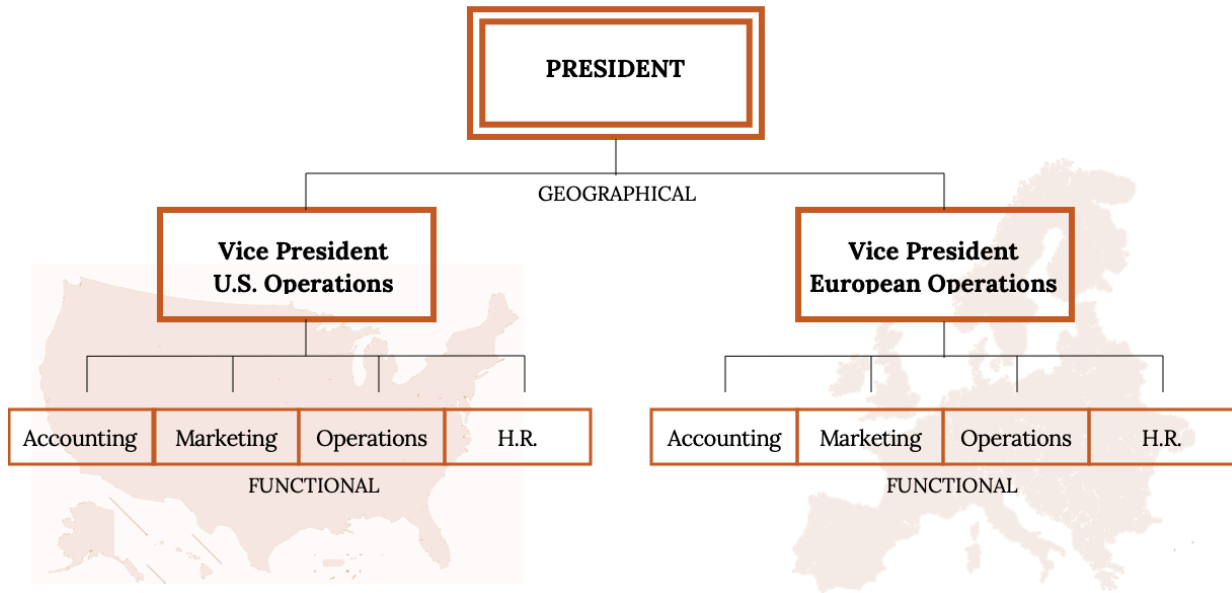 PRESIDENT
GEOGRAPHICAL
Vice President
U.S. Operations
Vice President
European Operations
Accounting
Marketing
Operations
H.R.
FUNCTIONAL
Accounting
Marketing
Operations
H.R.
FUNCTIONAL